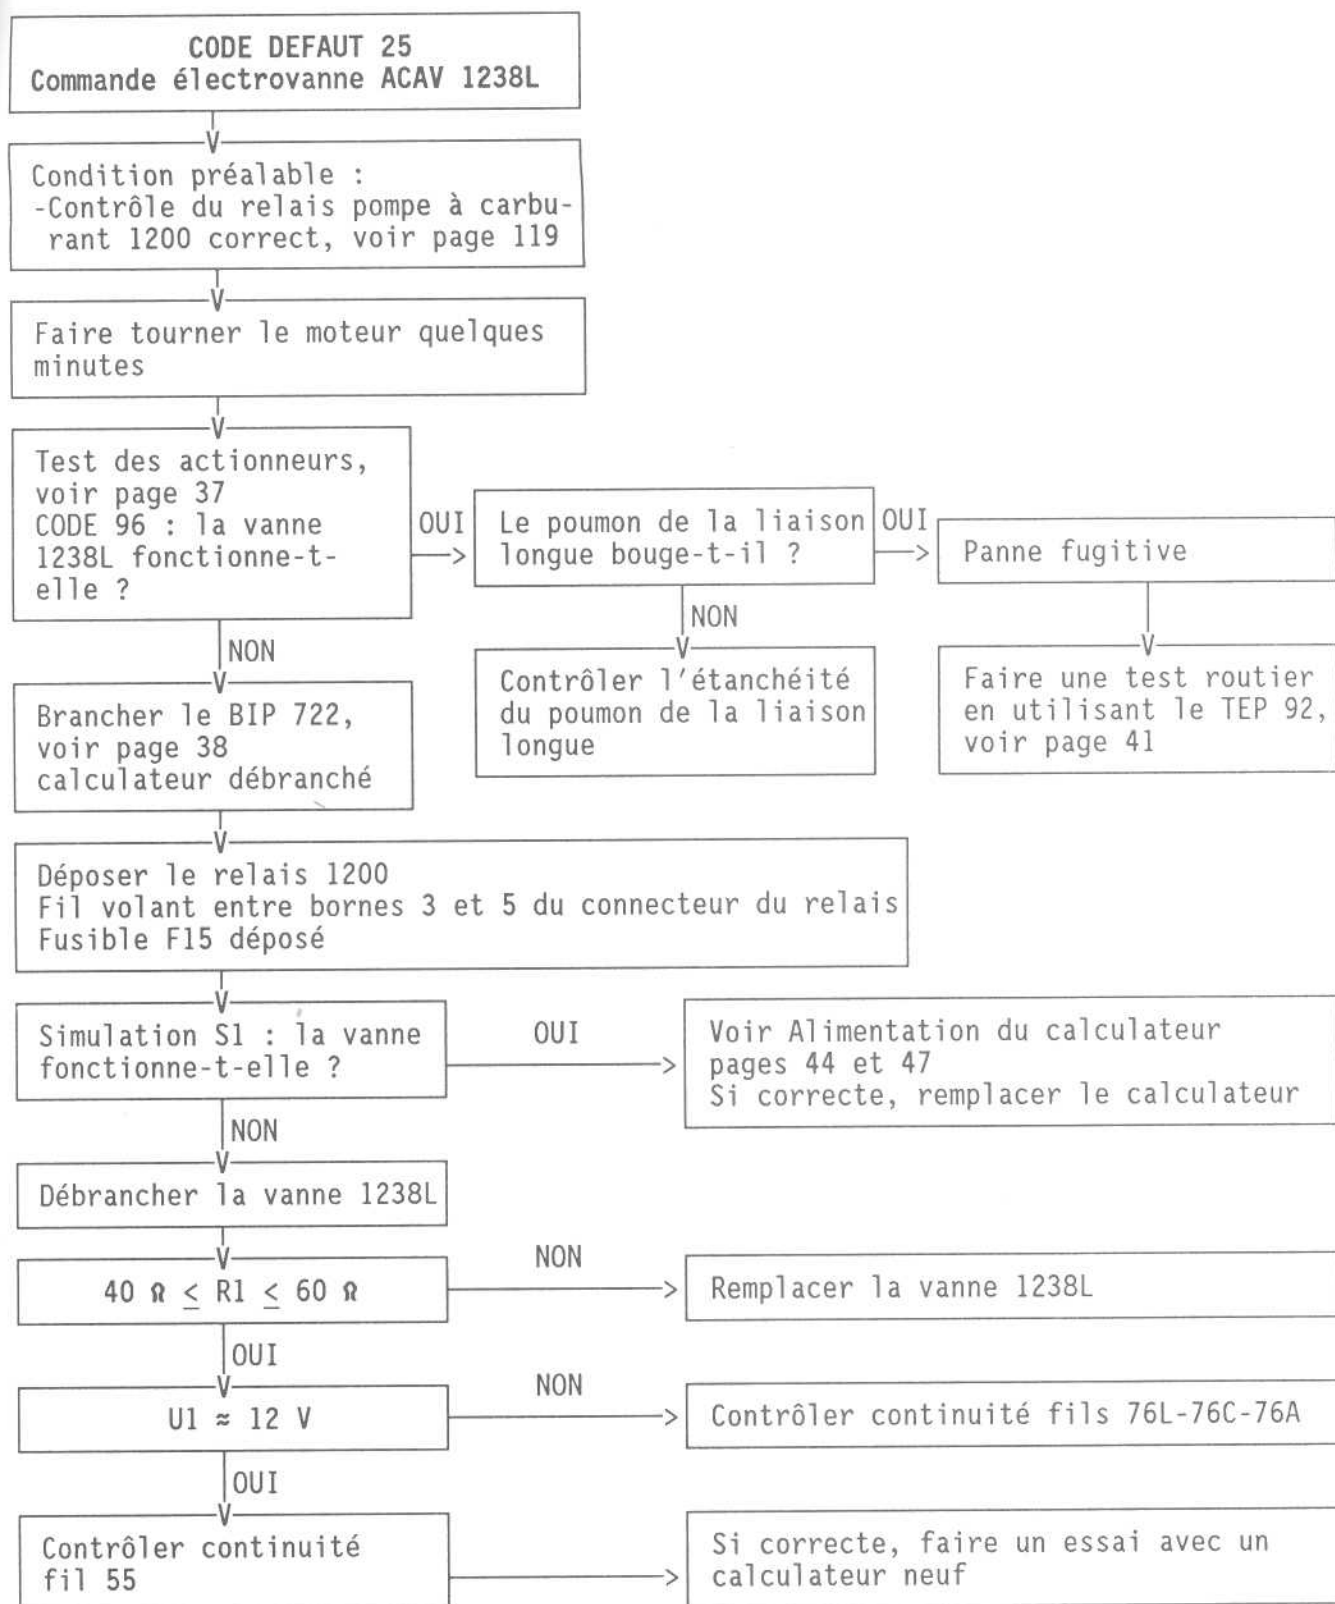 CODE DEFAUT 25
Commande électrovanne ACAV 1238L
V
Condition préalable :
-Contrôle du relais pompe à carbu-
rant 1200 correct, voir page 119
V
Faire tourner le moteur quelques
minutes
V
Test des actionneurs,
voir page 37
CODE 96 : la vanne
1238L fonctionne-t-
elle ?
OUI
>
Le poumon de la liaison
longue bouge-t-il ?
OUI
>
Panne fugitive
NON
V
Contrôler l'étanchéité
du poumon de la liaison
longue
V
Faire une test routier
en utilisant le TEP 92,
voir page 41
NON
V
Brancher le BIP 722,
voir page 38
calculateur débranché
V
Déposer le relais 1200
Fil volant entre bornes 3 et 5 du connecteur du relais
Fusible F15 déposé
V
Simulation S1 : la vanne
fonctionne-t-elle ?
OUI
>
Voir Alimentation du calculateur
pages 44 et 47
Si correcte, remplacer le calculateur
NON
V
Débrancher la vanne 1238L
V
40 Ω ≤ R1 ≤ 60 Ω
NON
>
Remplacer la vanne 1238L
OUI
V
U1 ≈ 12 V
NON
>
Contrôler continuité fils 76L-76C-76A
OUI
V
Contrôler continuité
fil 55
>
Si correcte, faire un essai avec un
calculateur neuf